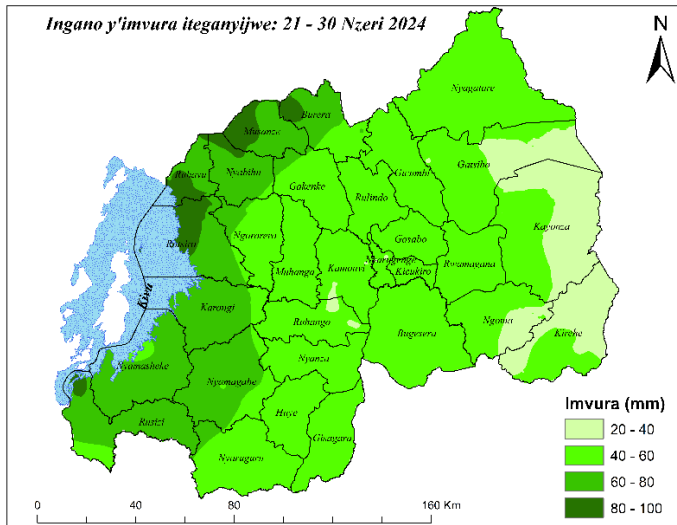 Ingano y'imvura iteganyijwe: 21 - 30 Nzeri 2024
N
Nyagatare
Burera
Musanze
Rubavu
Nyabihu
Gakenke
Gicumbi
Gatsibo
Rulindo
Kayonza
Rutsiro
Ngororero
Gasabo
Muhanga
Kamonyi
Nyarugenge
Kicukiro
Rwamagana
Kivu
Karongi
Ruhango
Bugesera
Ngoma
Kirehe
Nyamasheke
Nyamagabe
Nyanza
Rusizi
Huye
Gisagara
Nyaruguru
Imvura (mm)
20 - 40
40 - 60
60 - 80
80 - 100
0 40 80 160 Km